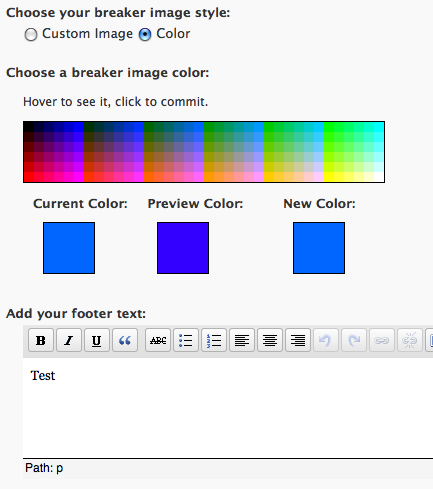 Choose your breaker image style:
Custom Image Color
Choose a breaker image color:
Hover to see it, click to commit.
Current Color: Preview Color: New Color:
Add your footer text:
B I U “ ABC
Test
Path: p